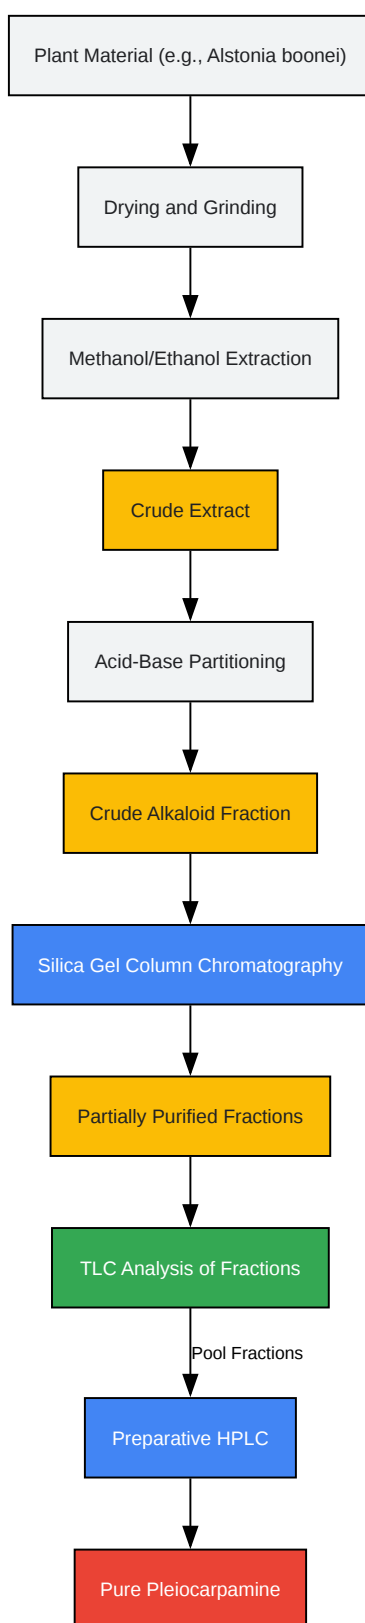 Plant Material (e.g., Alstonia boonei)
Drying and Grinding
Methanol/Ethanol Extraction
Crude Extract
Acid-Base Partitioning
Crude Alkaloid Fraction
Silica Gel Column Chromatography
Partially Purified Fractions
TLC Analysis of Fractions
Pool Fractions
Preparative HPLC
Pure Pleiocarpamine